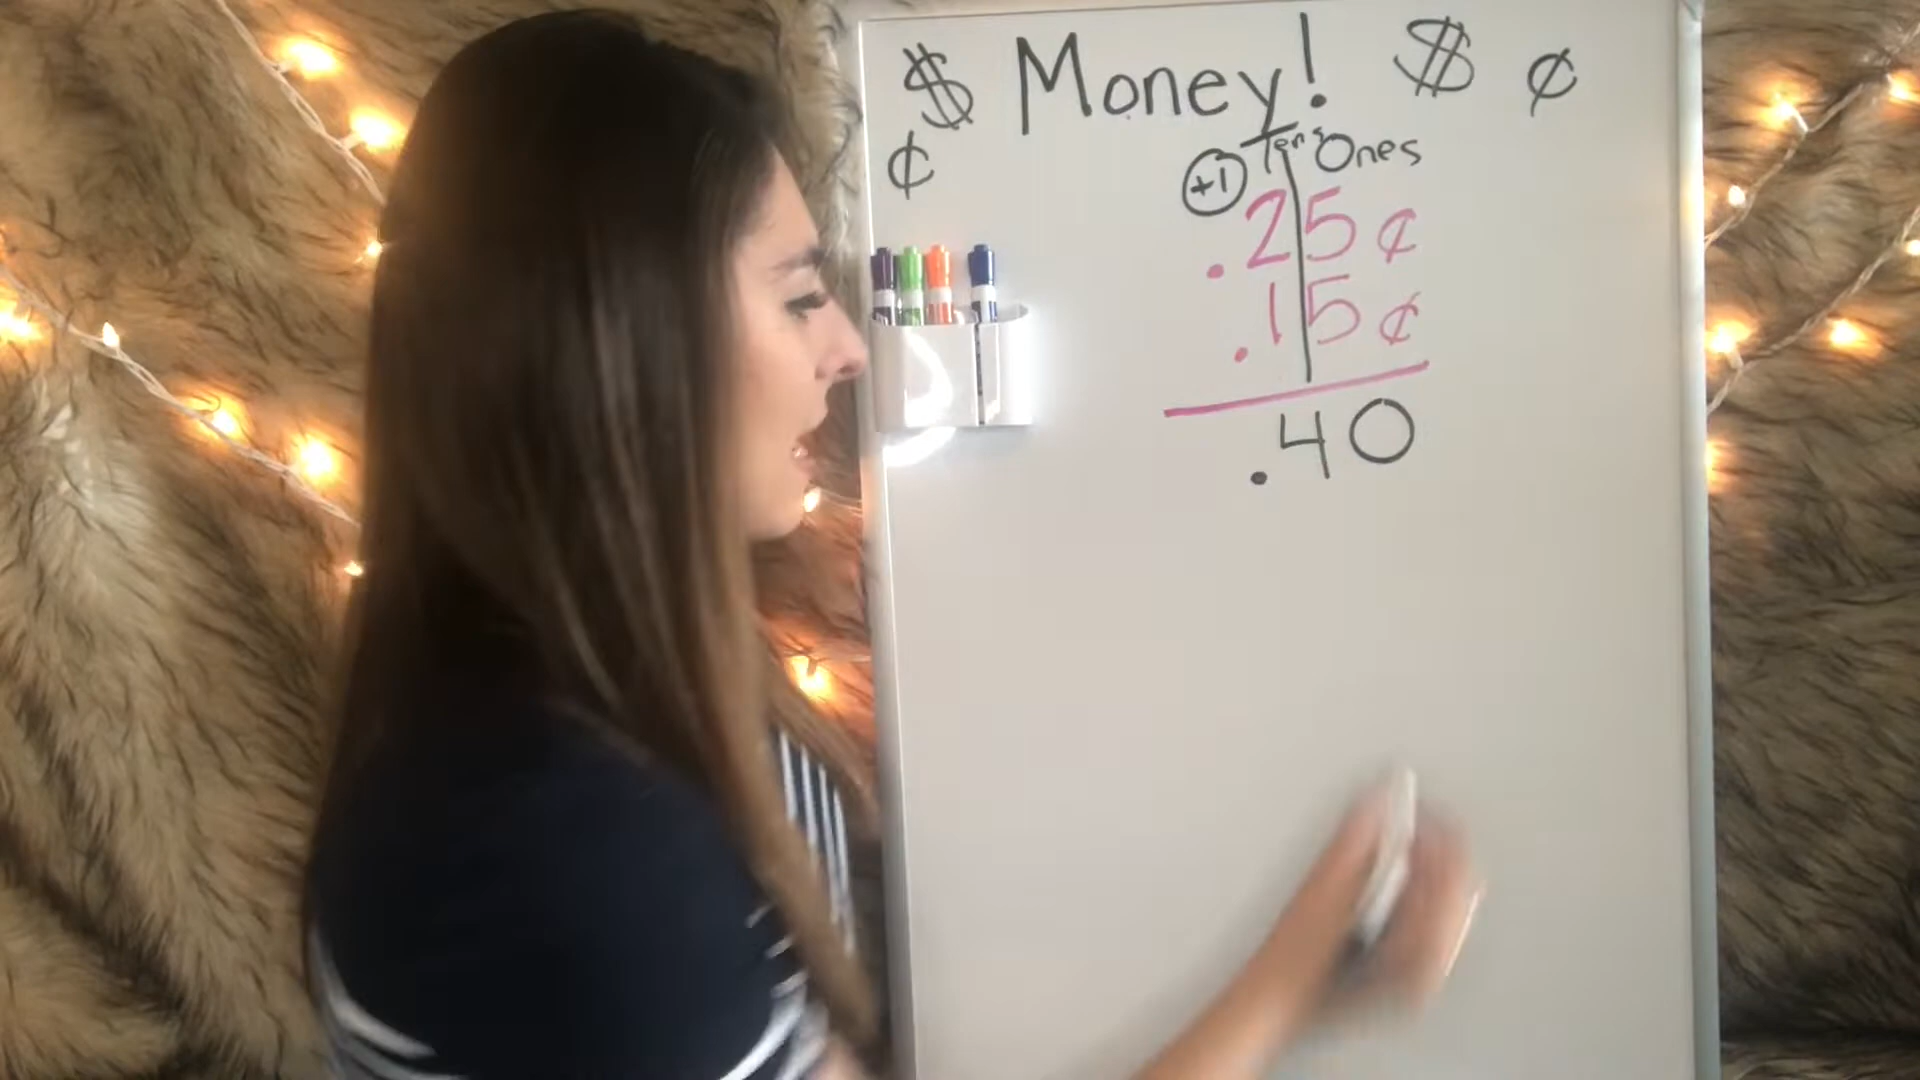 $ Money! $ ¢
¢
+1 Tens Ones
.25¢
.15¢
.40